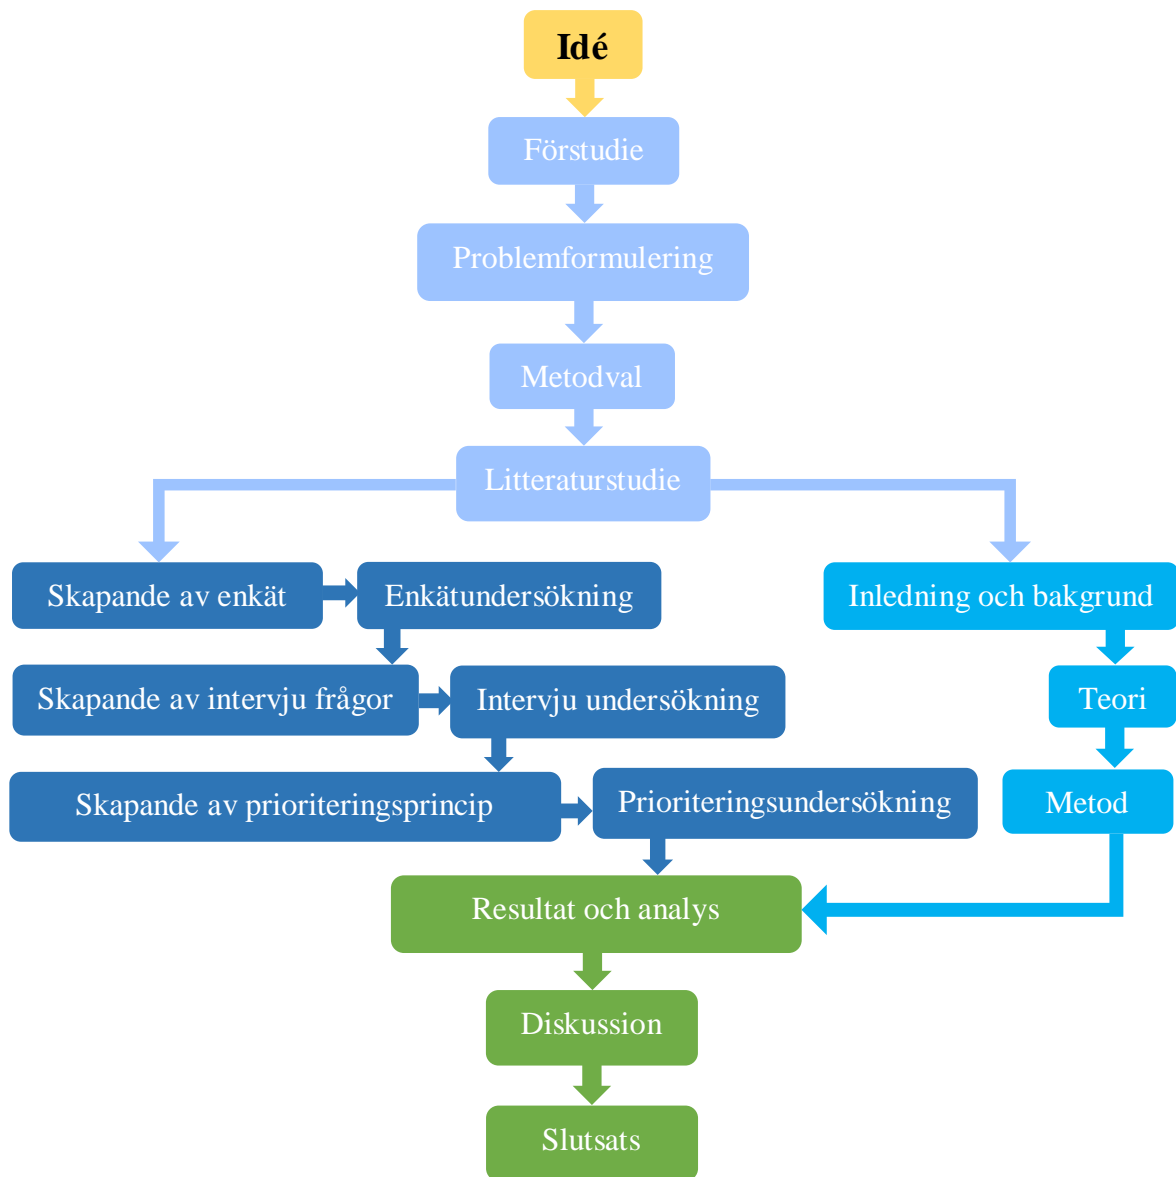 Idé
Förstudie
Problemformulering
Metodval
Litteraturstudie
Skapande av enkät
Enkätundersökning
Inledning och bakgrund
Skapande av intervju frågor
Intervju undersökning
Teori
Skapande av prioriteringsprincip
Prioriteringsundersökning
Metod
Resultat och analys
Diskussion
Slutsats